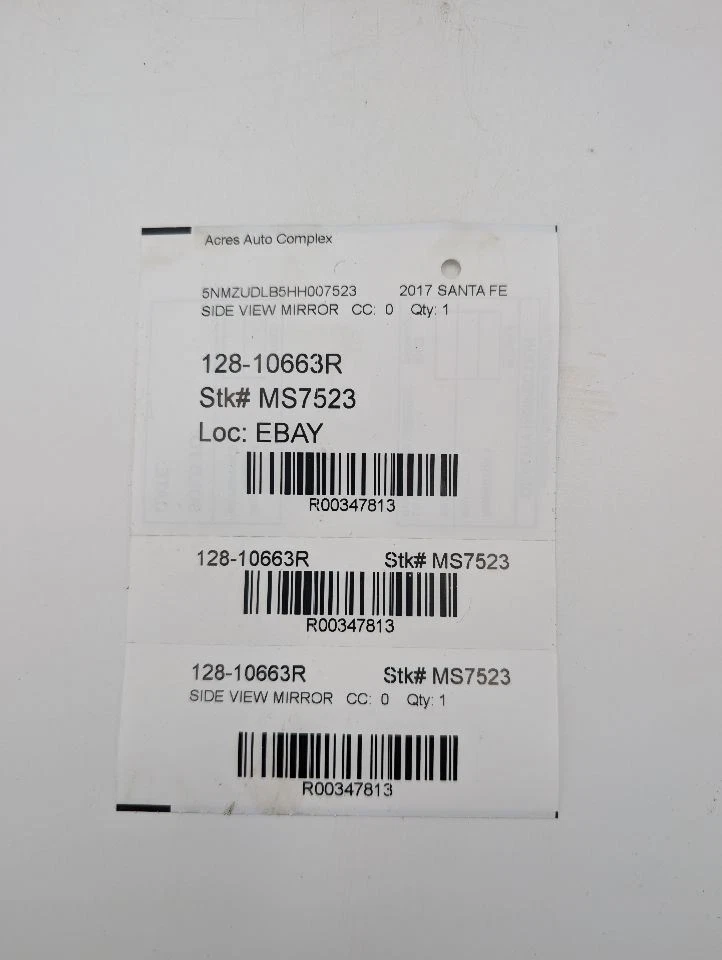 Acres Auto Complex
5NMZUDLB5HH007523 2017 SANTA FE
SIDE VIEW MIRROR CC: 0 Qty: 1
128-10663R
Stk# MS7523
Loc: EBAY
R00347813
128-10663R Stk# MS7523
R00347813
128-10663R Stk# MS7523
SIDE VIEW MIRROR CC: 0 Qty: 1
R00347813